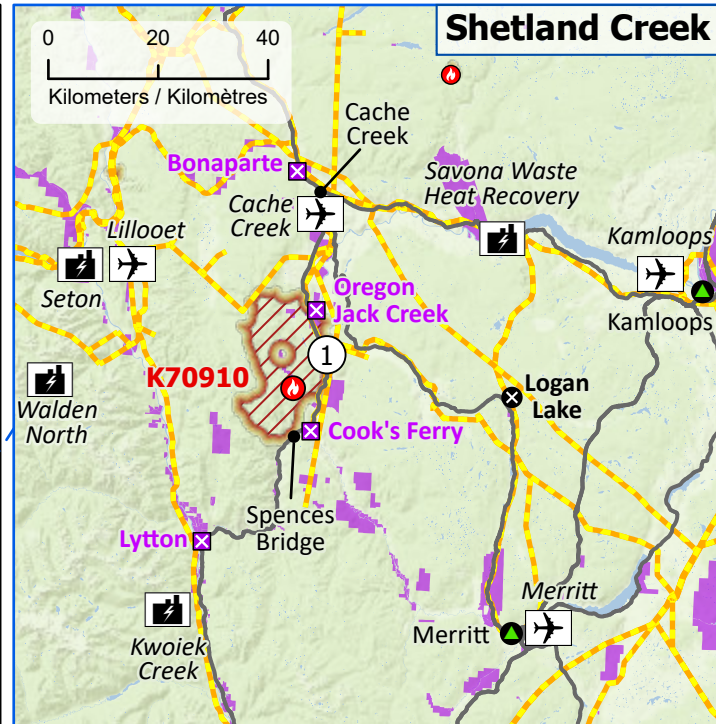 Shetland Creek
0 20 40
Kilometers / Kilomètres
Cache
Creek
Bonaparte
Savona Waste
Heat Recovery
Cache
Creek
Lillooet
Kamloops
Seton
Oregon
Jack Creek
Kamloops
1
K70910
Walden
North
Logan
Lake
Cook's Ferry
Spences
Bridge
Lytton
Merritt
Merritt
Kwoiek
Creek